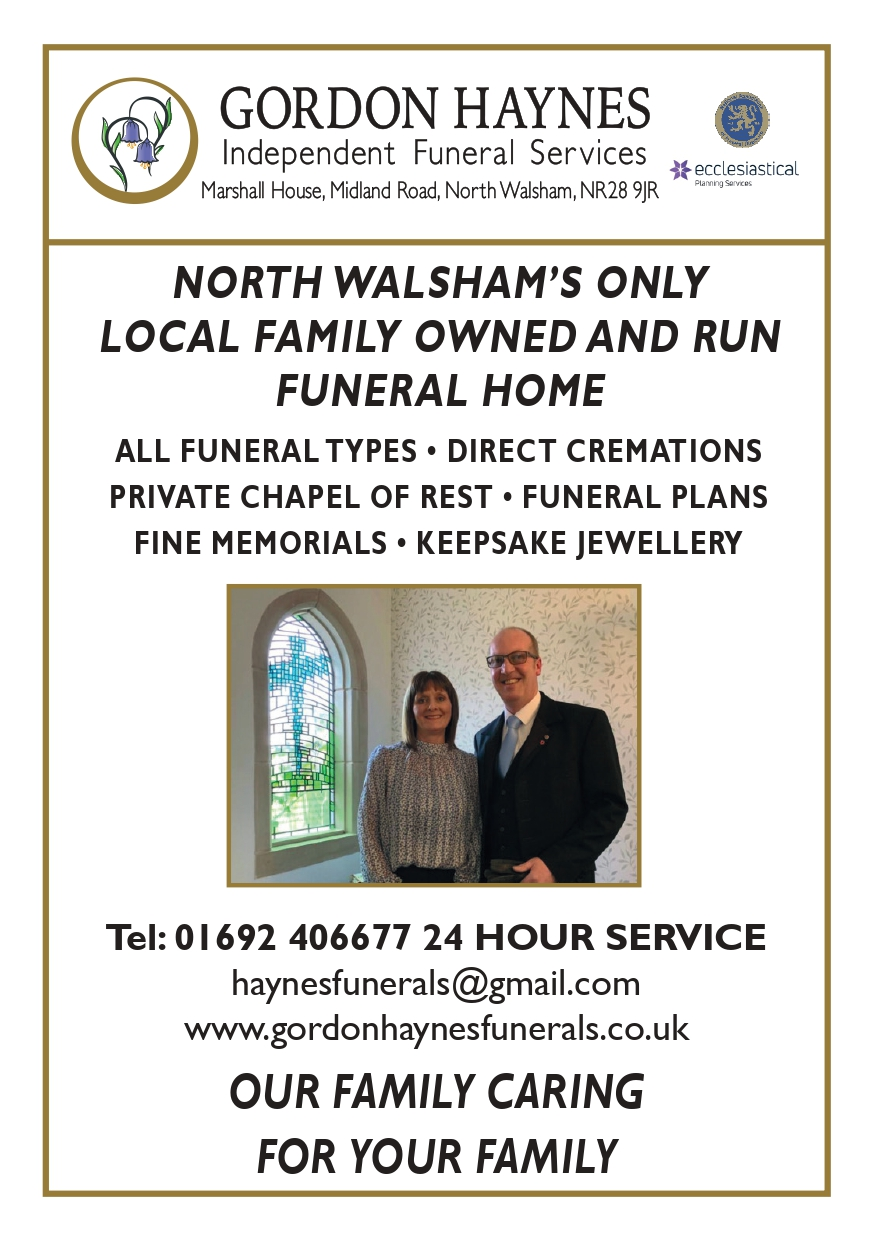 GORDON HAYNES
Independent Funeral Services
Marshall House, Midland Road, North Walsham, NR28 9JR
ecclesiastical
Planning Services
NORTH WALSHAM'S ONLY
LOCAL FAMILY OWNED AND RUN
FUNERAL HOME
ALL FUNERAL TYPES • DIRECT CREMATIONS
PRIVATE CHAPEL OF REST • FUNERAL PLANS
FINE MEMORIALS • KEEPSAKE JEWELLERY
Tel: 01692 406677 24 HOUR SERVICE
haynesfunerals@gmail.com
www.gordonhaynesfunerals.co.uk
OUR FAMILY CARING
FOR YOUR FAMILY